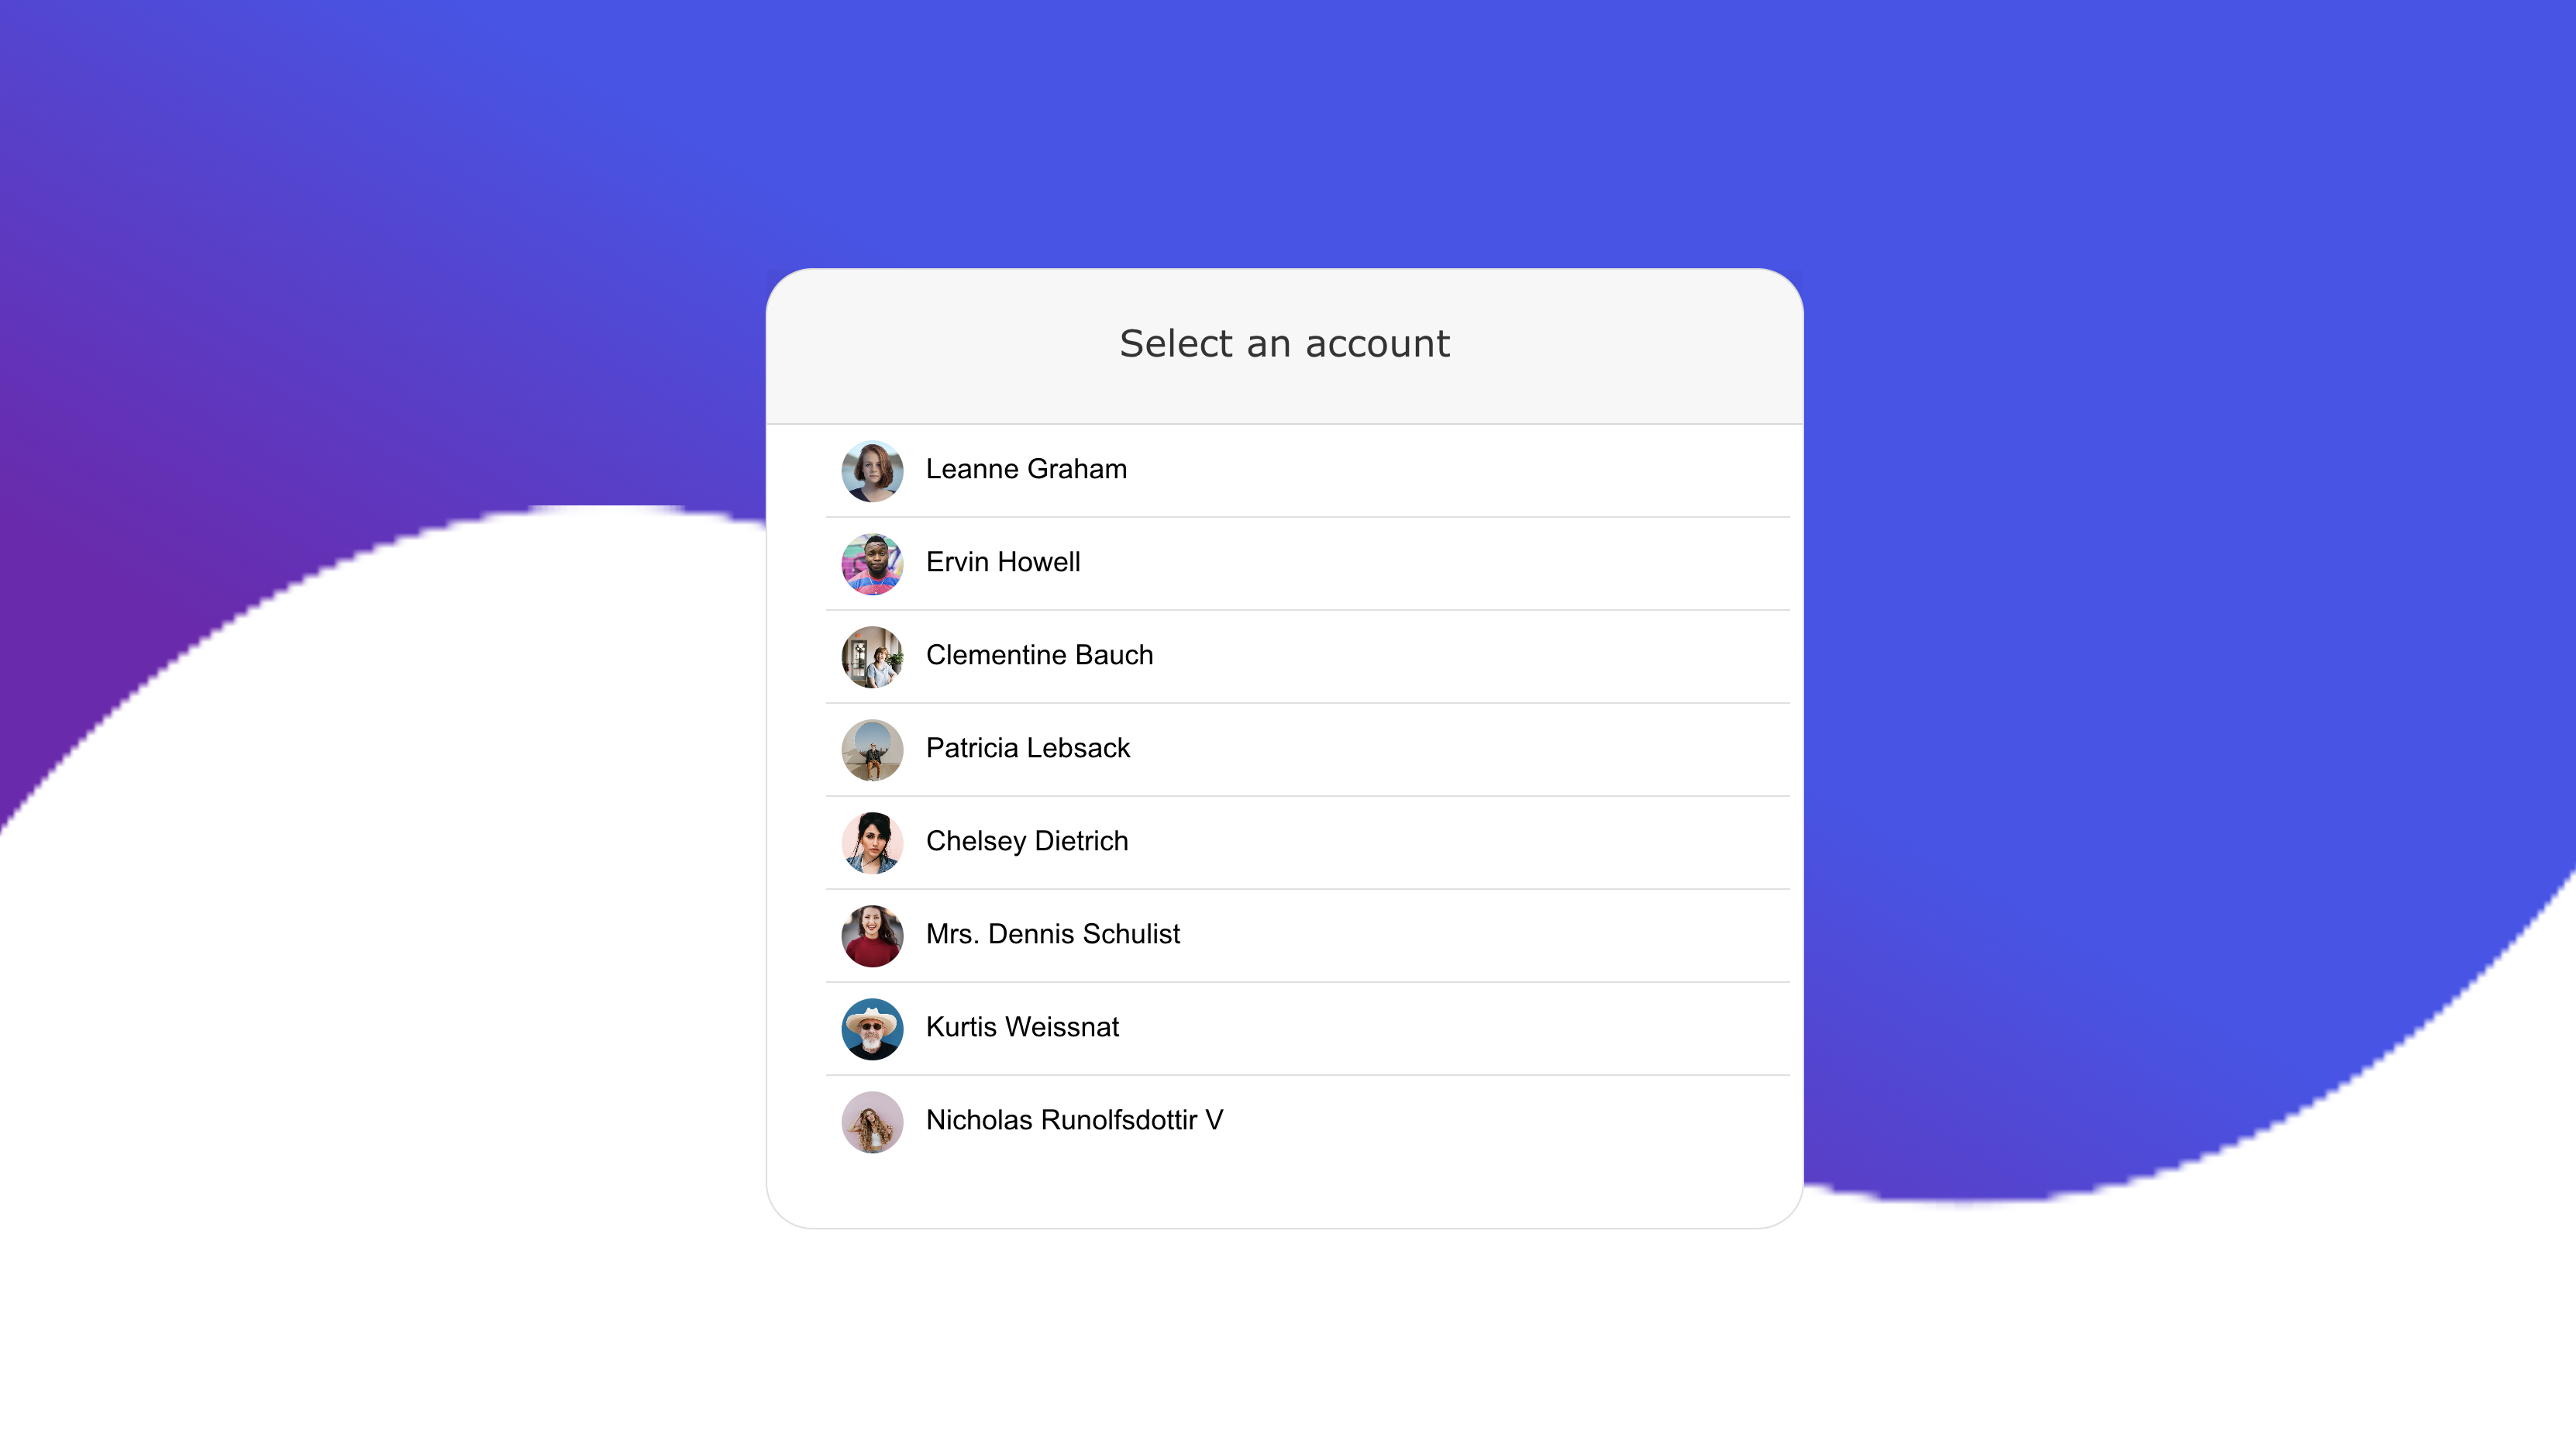 Select an account
Leanne Graham
Ervin Howell
Clementine Bauch
Patricia Lebsack
Chelsey Dietrich
Mrs. Dennis Schulist
Kurtis Weissnat
Nicholas Runolfsdottir V